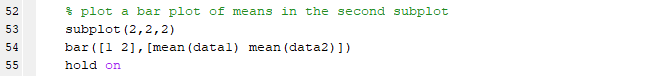 52 % plot a bar plot of means in the second subplot
53 subplot(2,2,2)
54 bar([1 2],[mean(data1) mean(data2)])
55 hold on